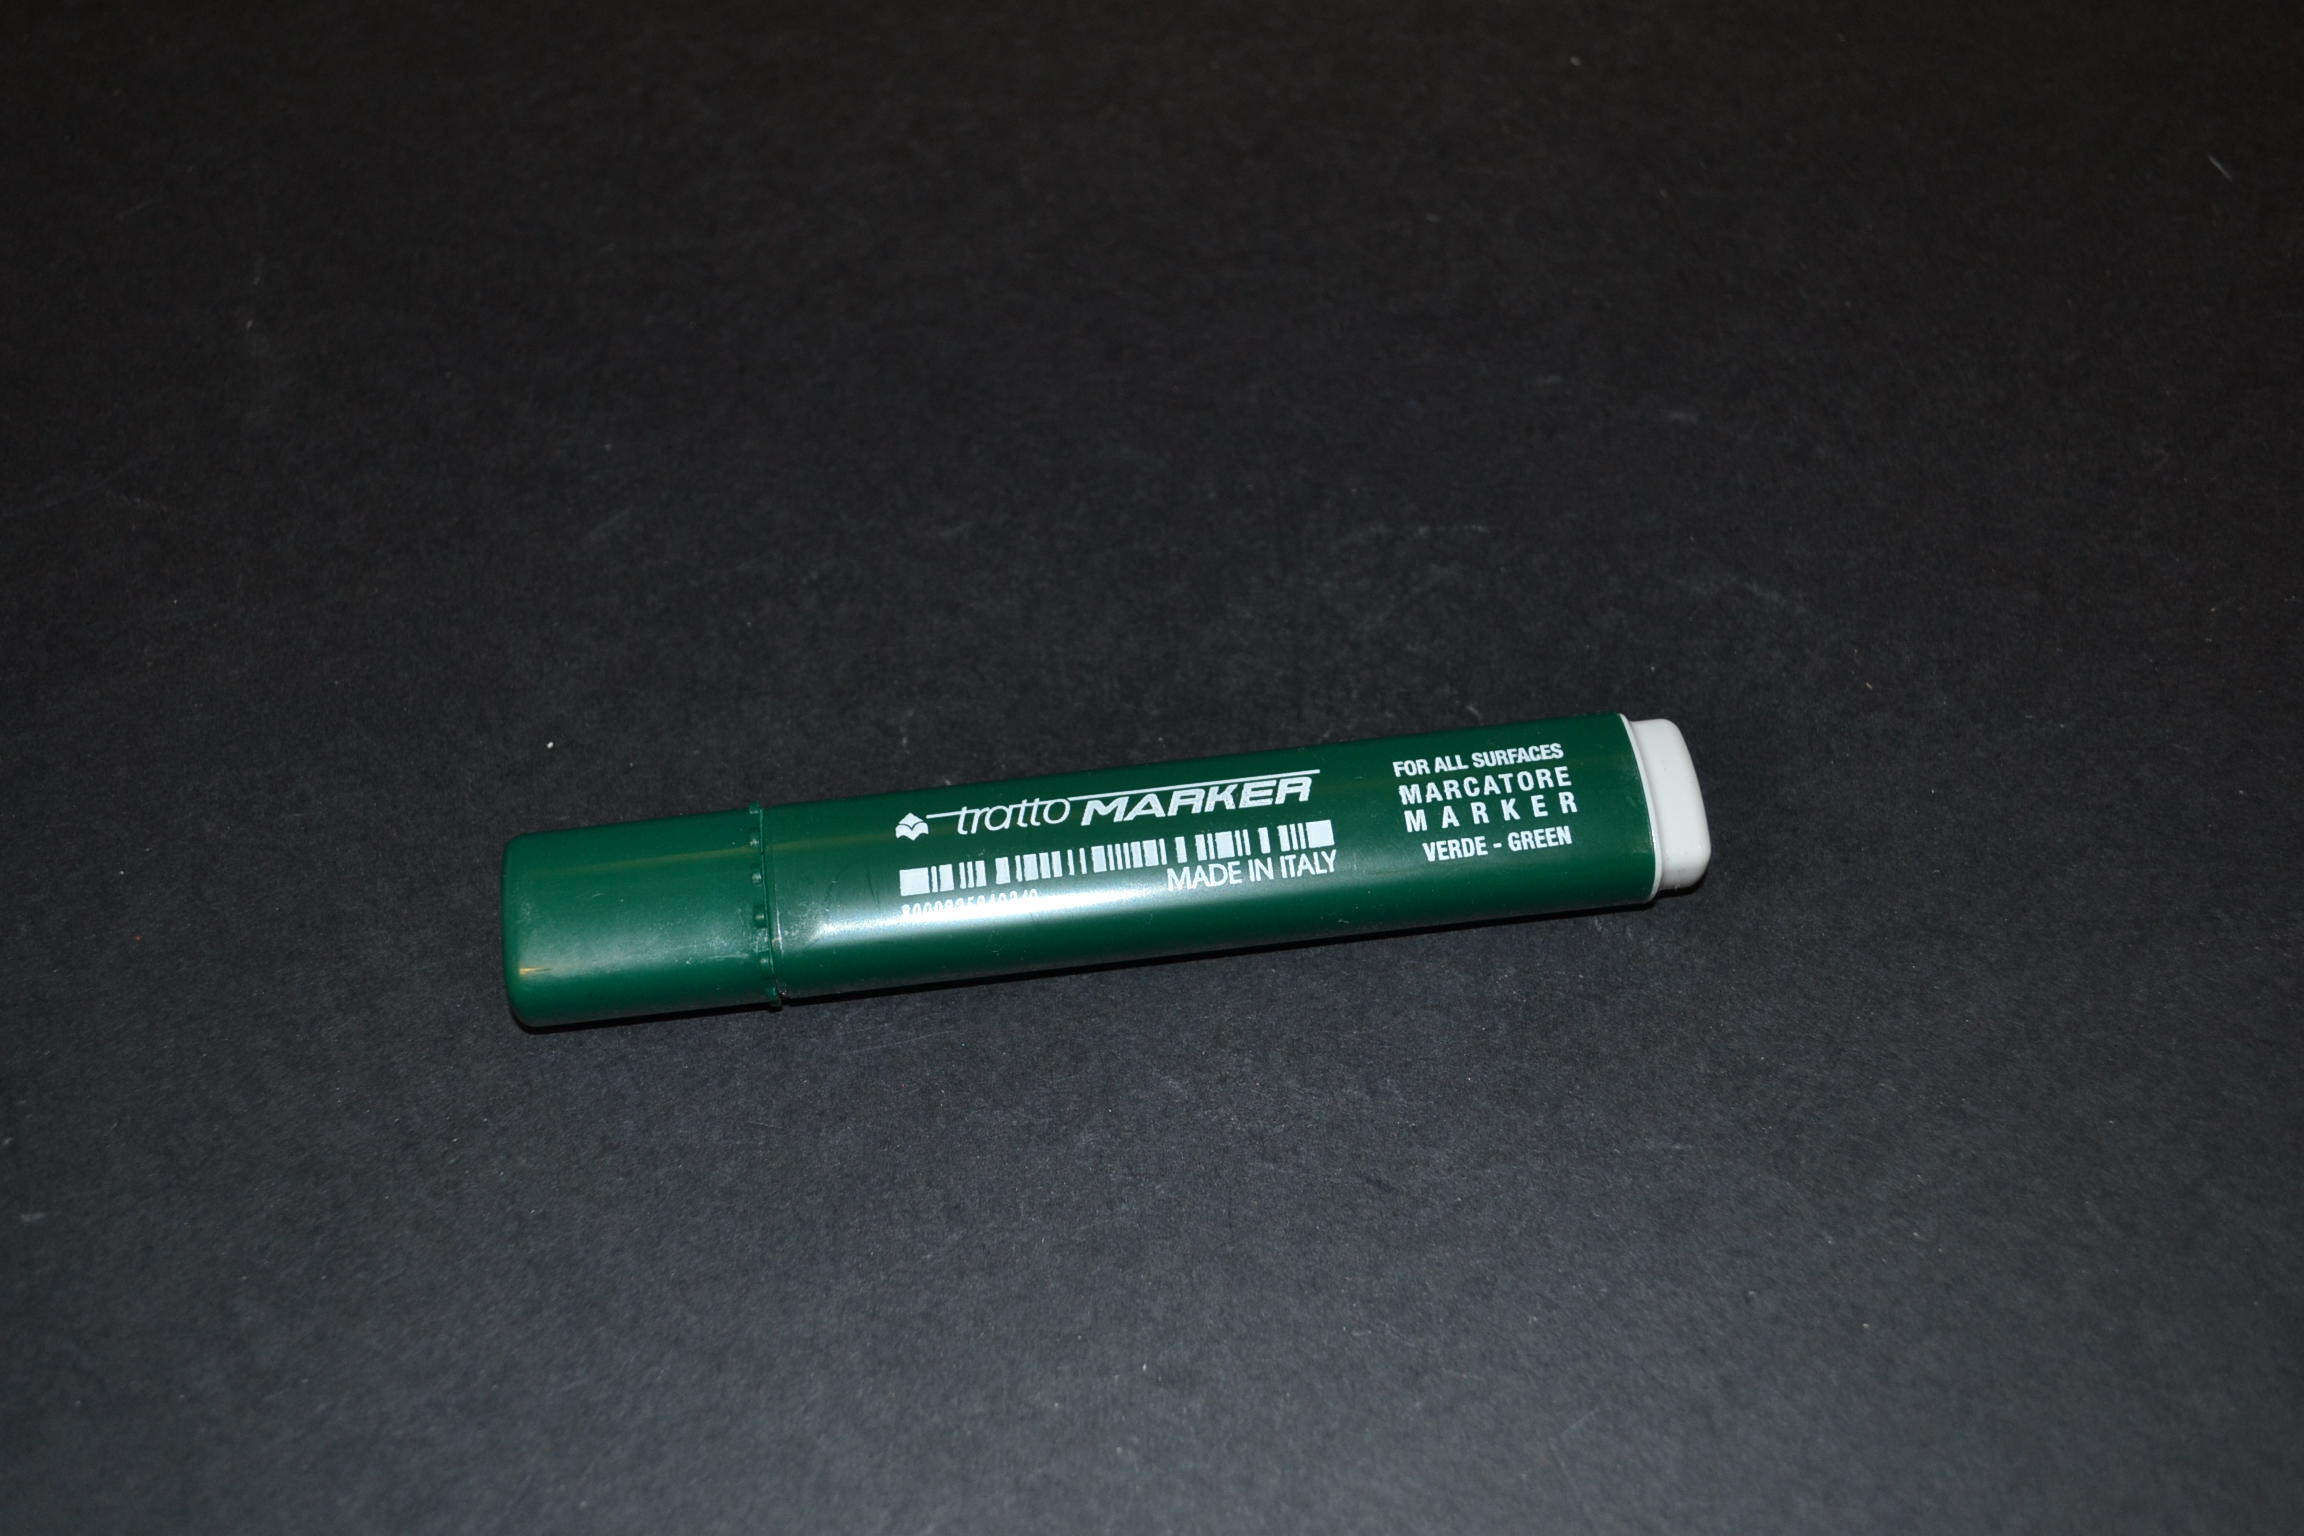 tratto MARKER
MADE IN ITALY
FOR ALL SURFACES
MARCATORE
MARKER
VERDE - GREEN